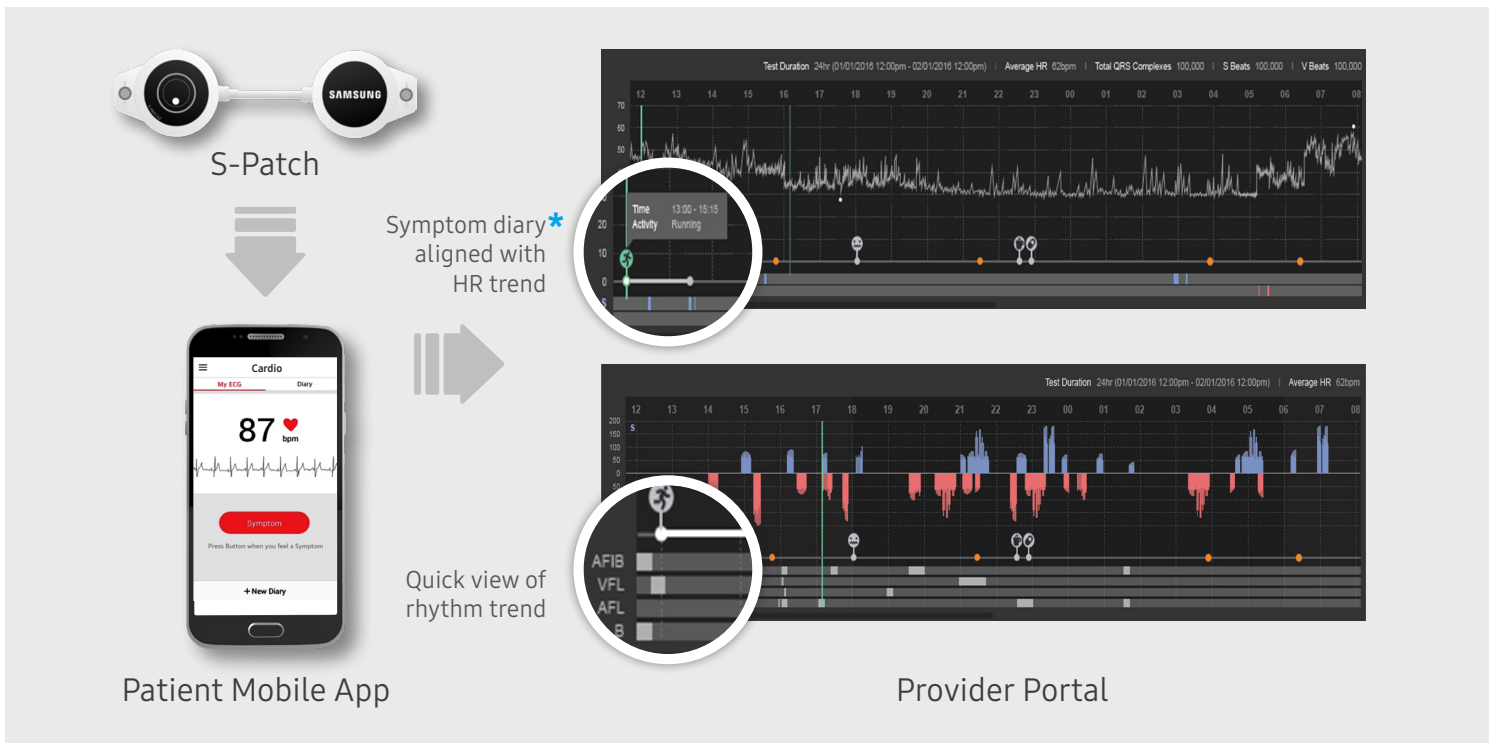 SAMSUNG
S-Patch
Symptom diary*
aligned with
HR trend
Cardio
My ECG
Diary
87
bpm
Symptom
Press Button when you feel a Symptom
+ New Diary
Patient Mobile App
Test Duration 24hr (01/01/2016 12:00pm - 02/01/2016 12:00pm) | Average HR 62bpm | Total QRS Complexes 100,000 | S Beats 100,000 | V Beats 100,000
12 13 14 15 16 17 18 19 20 21 22 23 00 01 02 03 04 05 06 07 08
70
60
50
Time 13:00 - 15:15
Activity Running
20
10
0
S
Quick view of
rhythm trend
Test Duration 24hr (01/01/2016 12:00pm - 02/01/2016 12:00pm) | Average HR 62bpm
12 13 14 15 16 17 18 19 20 21 22 23 00 01 02 03 04 05 06 07 08
200
S
150
100
50
0
50
AFIB
VFL
AFL
B
Provider Portal